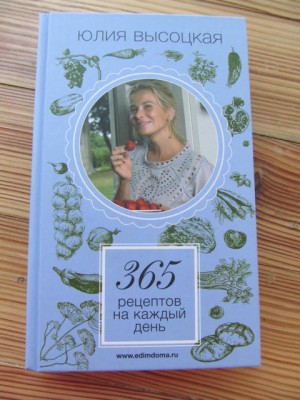 ЮЛИЯ ВЫСОЦКАЯ
365
рецептов
на каждый
день
www.edimdoma.ru